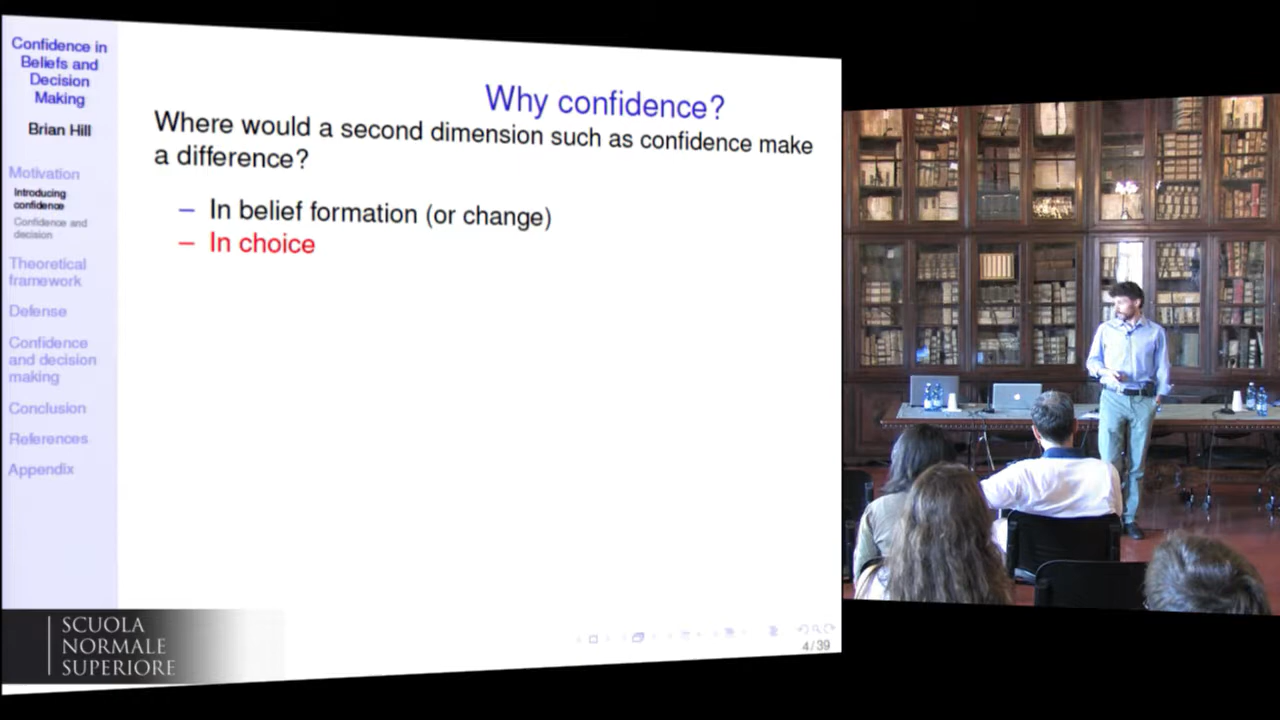 Confidence in
Beliefs and
Decision
Making
Brian Hill
Motivation
Introducing
confidence
Confidence and
decision
Theoretical
framework
Defense
Confidence
and decision
making
Conclusion
References
Appendix
Why confidence?
Where would a second dimension such as confidence make
a difference?
– In belief formation (or change)
– In choice
4/39
SCUOLA
NORMALE
SUPERIORE